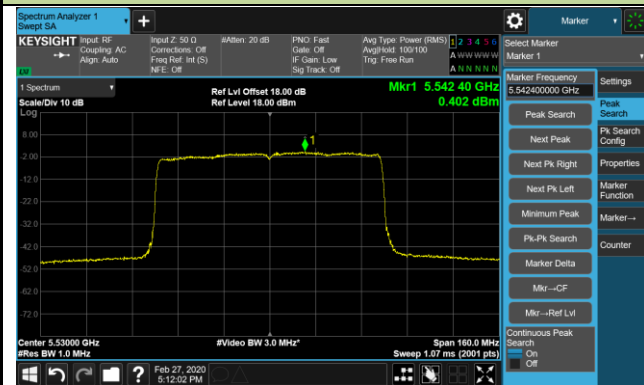 Spectrum Analyzer 1
Swept SA
Marker
KEYSIGHT
Input: RF
Coupling: AC
Align: Auto
Input Z: 50 Ω
Corrections: Off
Freq Ref: Int (S)
NFE: Off
#Atten: 20 dB
PNO: Fast
Gate: Off
IF Gain: Low
Sig Track: Off
Avg Type: Power (RMS)
Avg|Hold: 100/100
Trig: Free Run
1 2 3 4 5 6
A W W W W W
A N N N N N
Select Marker
Marker 1
1 Spectrum
Scale/Div 10 dB
Log
Ref Lvl Offset 18.00 dB
Ref Level 18.00 dBm
Mkr1 5.542 40 GHz
0.402 dBm
1
8.00
-2.00
-12.0
-22.0
-32.0
-42.0
-52.0
-62.0
-72.0
Center 5.53000 GHz
#Res BW 1.0 MHz
#Video BW 3.0 MHz*
Span 160.0 MHz
Sweep 1.07 ms (2001 pts)
Marker Frequency
5.542400000 GHz
Peak Search
Next Peak
Next Pk Right
Next Pk Left
Minimum Peak
Pk-Pk Search
Marker Delta
Mkr→CF
Mkr→Ref Lvl
Continuous Peak
Search
On
Off
Settings
Peak
Search
Pk Search
Config
Properties
Marker
Function
Marker→
Counter
Feb 27, 2020
5:12:02 PM